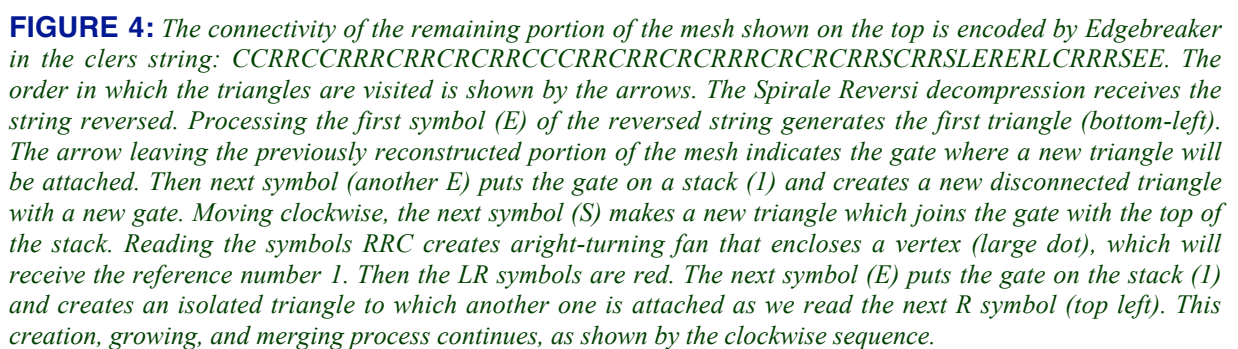 FIGURE 4: The connectivity of the remaining portion of the mesh shown on the top is encoded by Edgebreaker
in the clers string: CCRRCCRRRCRRCRCRRCCCRRCRRCRCRRRCRCRCRRSCRRSLERERLCRRRSEE. The
order in which the triangles are visited is shown by the arrows. The Spirale Reversi decompression receives the
string reversed. Processing the first symbol (E) of the reversed string generates the first triangle (bottom-left).
The arrow leaving the previously reconstructed portion of the mesh indicates the gate where a new triangle will
be attached. Then next symbol (another E) puts the gate on a stack (1) and creates a new disconnected triangle
with a new gate. Moving clockwise, the next symbol (S) makes a new triangle which joins the gate with the top of
the stack. Reading the symbols RRC creates aright-turning fan that encloses a vertex (large dot), which will
receive the reference number 1. Then the LR symbols are red. The next symbol (E) puts the gate on the stack (1)
and creates an isolated triangle to which another one is attached as we read the next R symbol (top left). This
creation, growing, and merging process continues, as shown by the clockwise sequence.